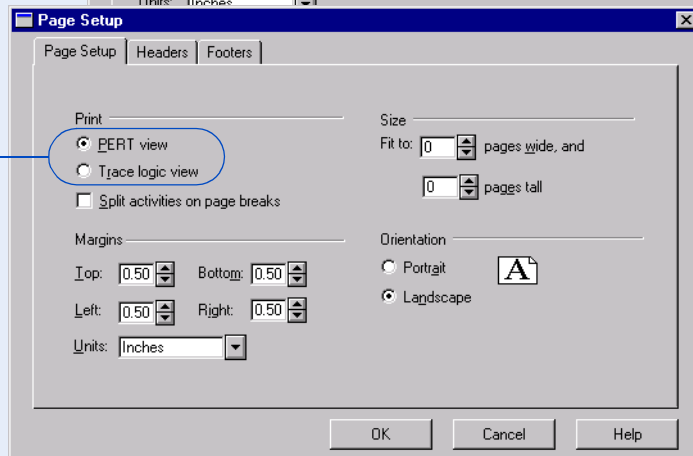 Units: Inches
Page Setup
Page Setup Headers Footers
Print
PERT view
Trace logic view
Split activities on page breaks
Size
Fit to: 0 pages wide, and
0 pages tall
Margins
Top: 0.50 Bottom: 0.50
Left: 0.50 Right: 0.50
Units: Inches
Orientation
Portrait
Landscape
A
OK Cancel Help